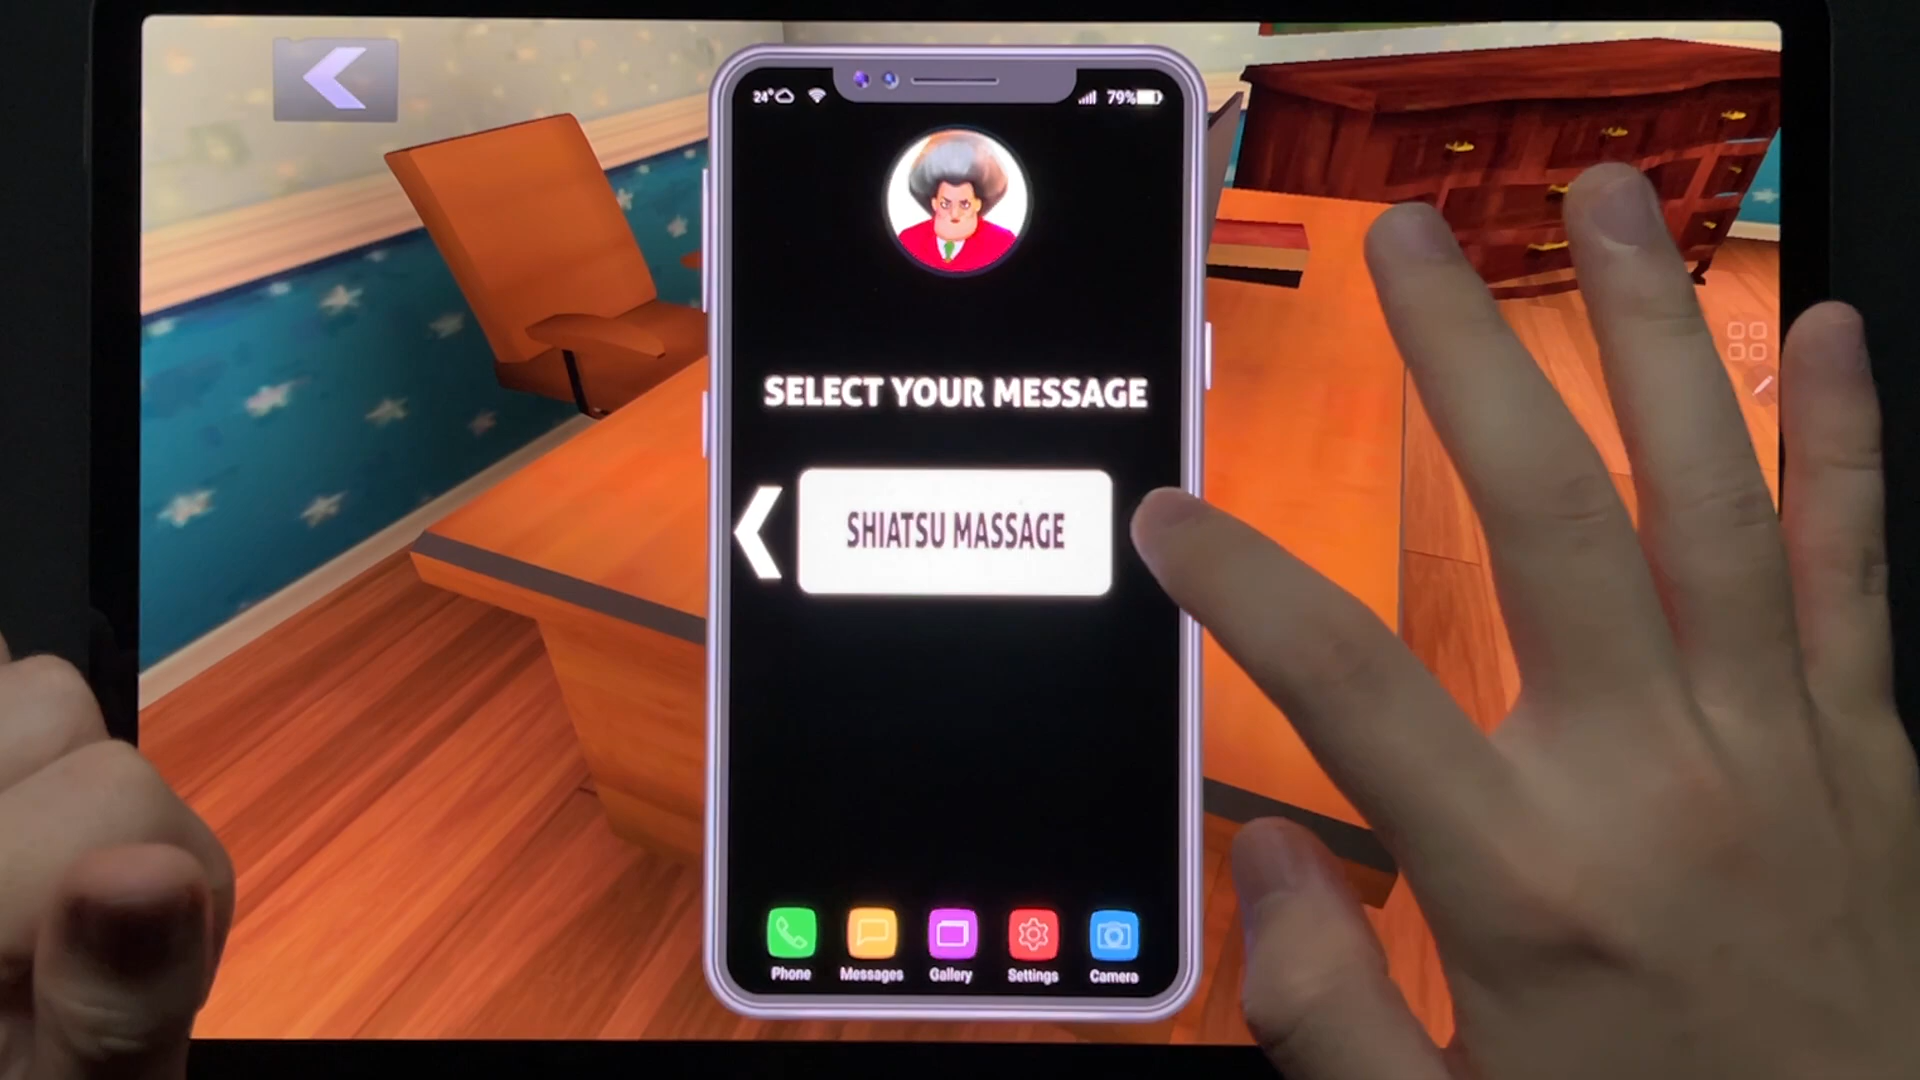 24°
79%
SELECT YOUR MESSAGE
SHIATSU MASSAGE
Phone
Messages
Gallery
Settings
Camera